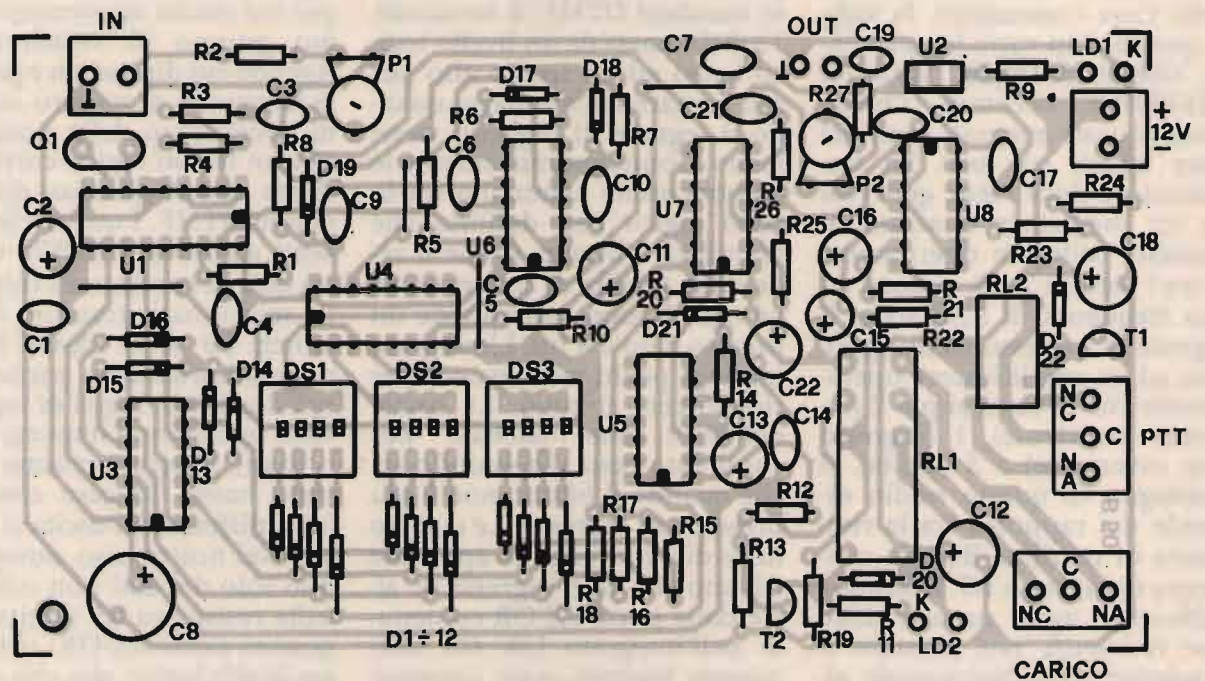 IN
OUT
C19
U2
LD1
K
R2
P1
C7
D18
D17
R9
R3
C3
R6
R7
C21
R27
C20
+
12V
−
Q1
R4
R8
D19
C6
C10
C17
R24
C2
C9
R5
U6
U7
R
26
P2
U8
R25
C16
R23
C18
U1
R1
U4
C
5
C11
R
20
R
21
RL2
C1
D16
C4
R10
D21
C15
R22
D
22
T1
D15
D14
DS1
DS2
DS3
R
14
C22
N
C
C
N
A
PTT
U3
D
13
U5
C13
C14
RL1
R17
R15
R12
C12
R13
D
20
C
NC
NA
C8
D1÷12
R
18
R
16
T2
R19
R
11
K
LD2
CARICO